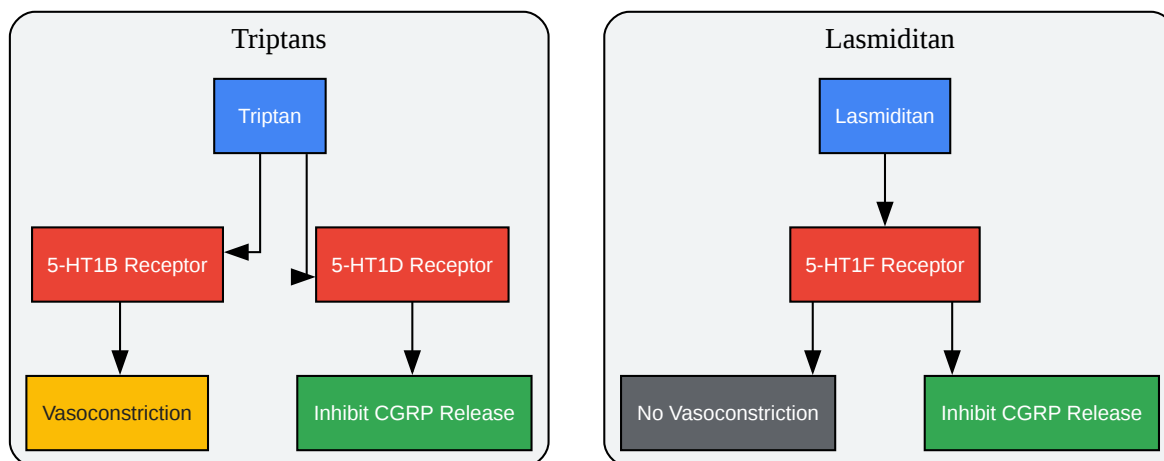 Triptans
Lasmiditan
Triptan
Lasmiditan
5-HT1B Receptor
5-HT1D Receptor
5-HT1F Receptor
Vasoconstriction
Inhibit CGRP Release
No Vasoconstriction
Inhibit CGRP Release